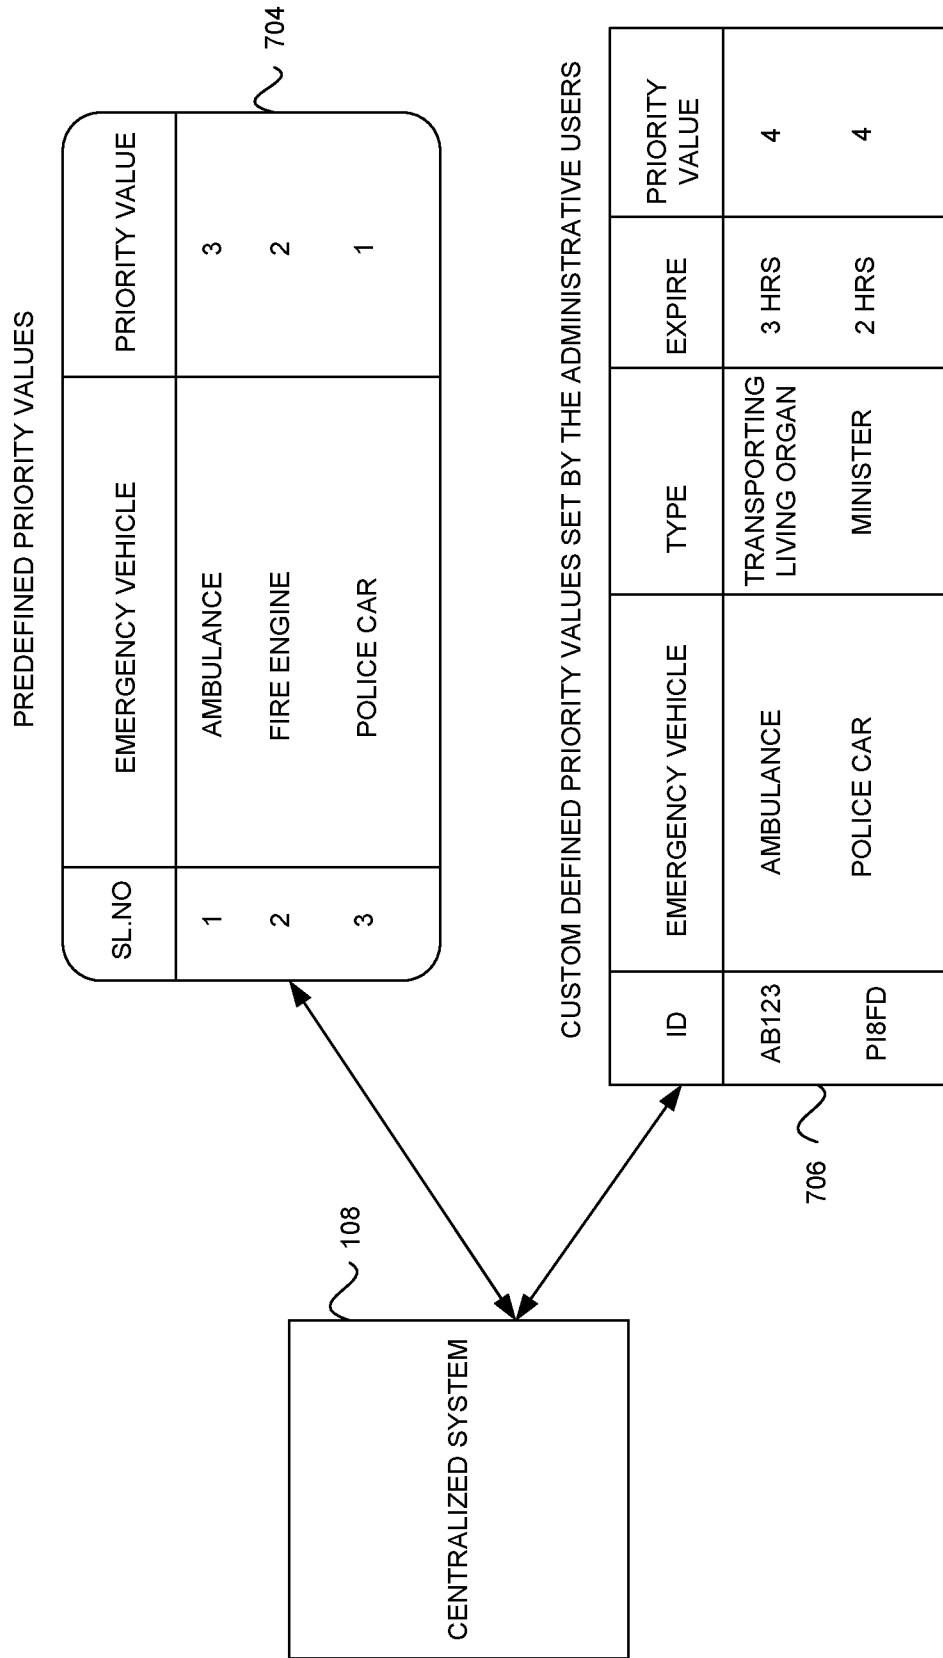 PREDEFINED PRIORITY VALUES
SL.NO EMERGENCY VEHICLE PRIORITY VALUE
1 AMBULANCE 3
2 FIRE ENGINE 2
3 POLICE CAR 1
704
CENTRALIZED SYSTEM
108
CUSTOM DEFINED PRIORITY VALUES SET BY THE ADMINISTRATIVE USERS
ID EMERGENCY VEHICLE TYPE EXPIRE PRIORITY
VALUE
AB123 AMBULANCE TRANSPORTING 3 HRS 4
LIVING ORGAN
PI8FD POLICE CAR MINISTER 2 HRS 4
706